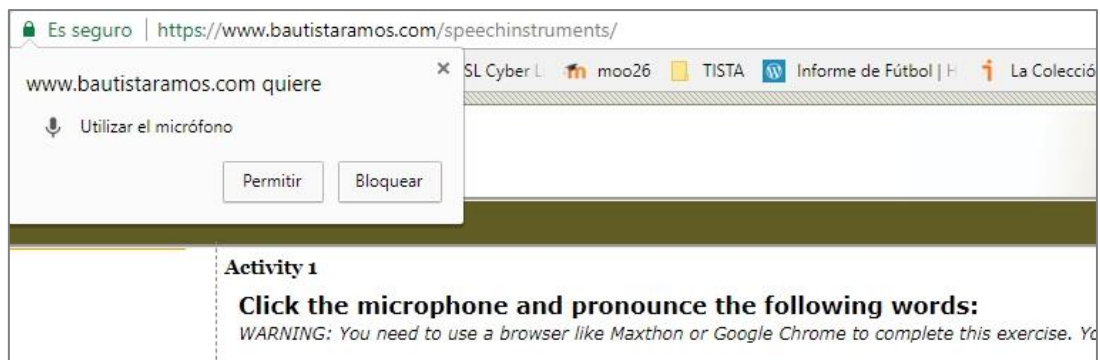 Es seguro | https://www.bautistaramos.com/speechinstruments/
www.bautistaramos.com quiere
Utilizar el micrófono
Permitir Bloquear
SL Cyber moo26 TISTA Informe de Fútbol | La Colecció
Activity 1
Click the microphone and pronounce the following words:
WARNING: You need to use a browser like Maxthon or Google Chrome to complete this exercise.